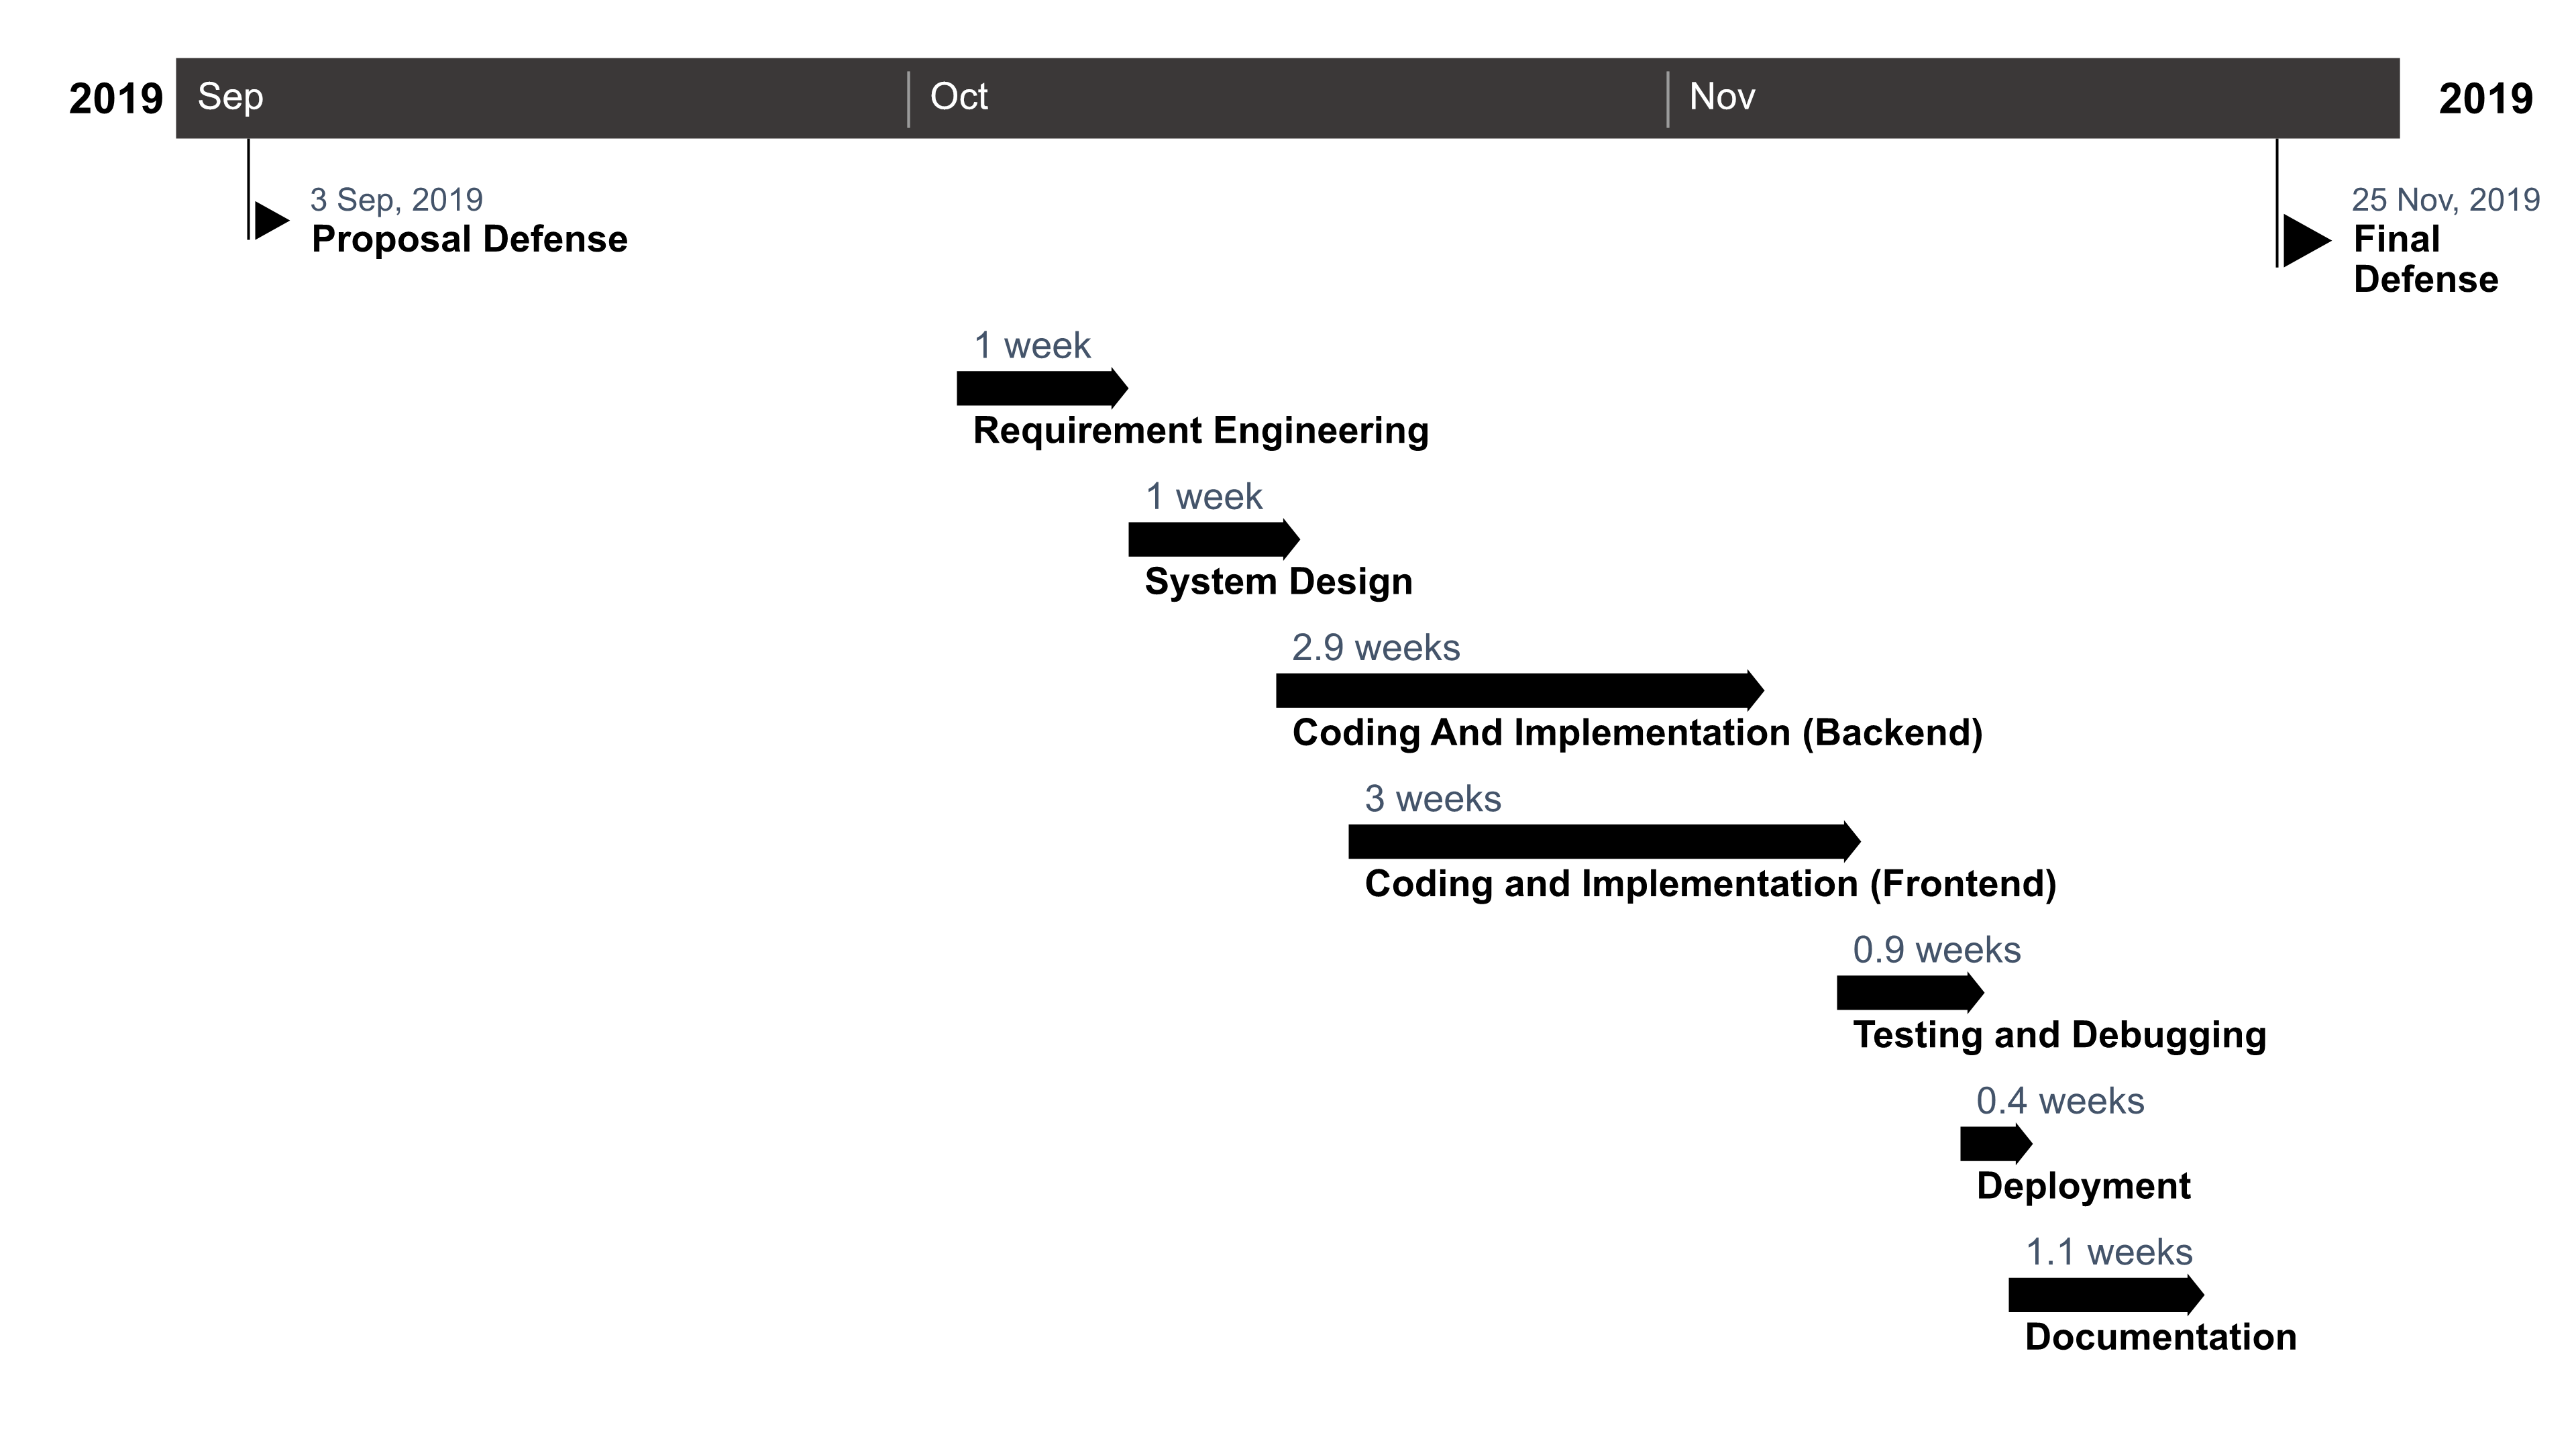 2019 Sep Oct Nov 2019
3 Sep, 2019
Proposal Defense
25 Nov, 2019
Final
Defense
1 week
Requirement Engineering
1 week
System Design
2.9 weeks
Coding And Implementation (Backend)
3 weeks
Coding and Implementation (Frontend)
0.9 weeks
Testing and Debugging
0.4 weeks
Deployment
1.1 weeks
Documentation